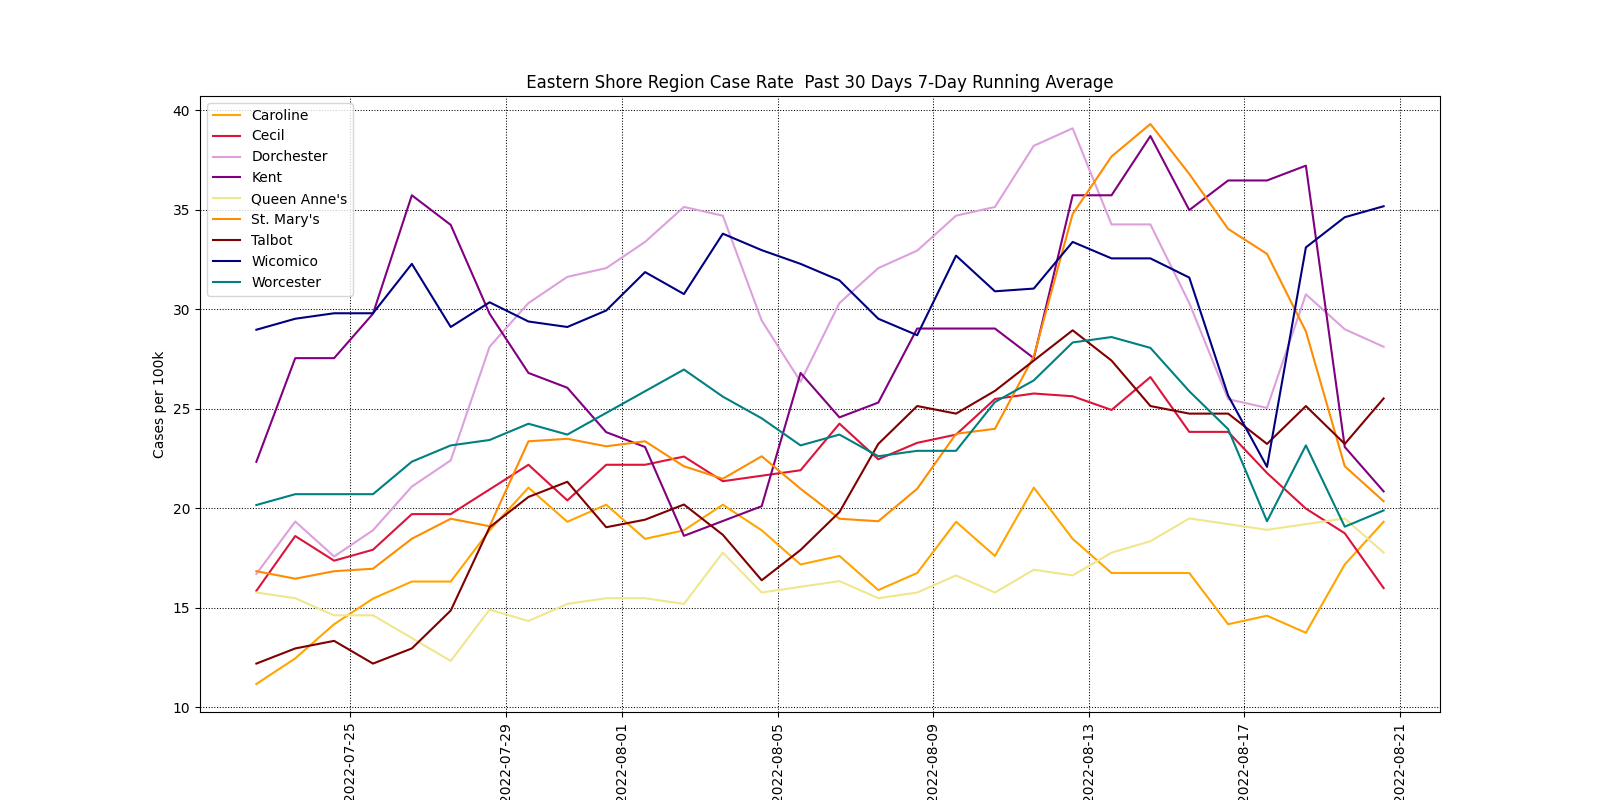 Eastern Shore Region Case Rate  Past 30 Days 7-Day Running Average
Cases per 100k
40
35
30
25
20
15
10
Caroline
Cecil
Dorchester
Kent
Queen Anne's
St. Mary's
Talbot
Wicomico
Worcester
2022-07-25
2022-07-29
2022-08-01
2022-08-05
2022-08-09
2022-08-13
2022-08-17
2022-08-21